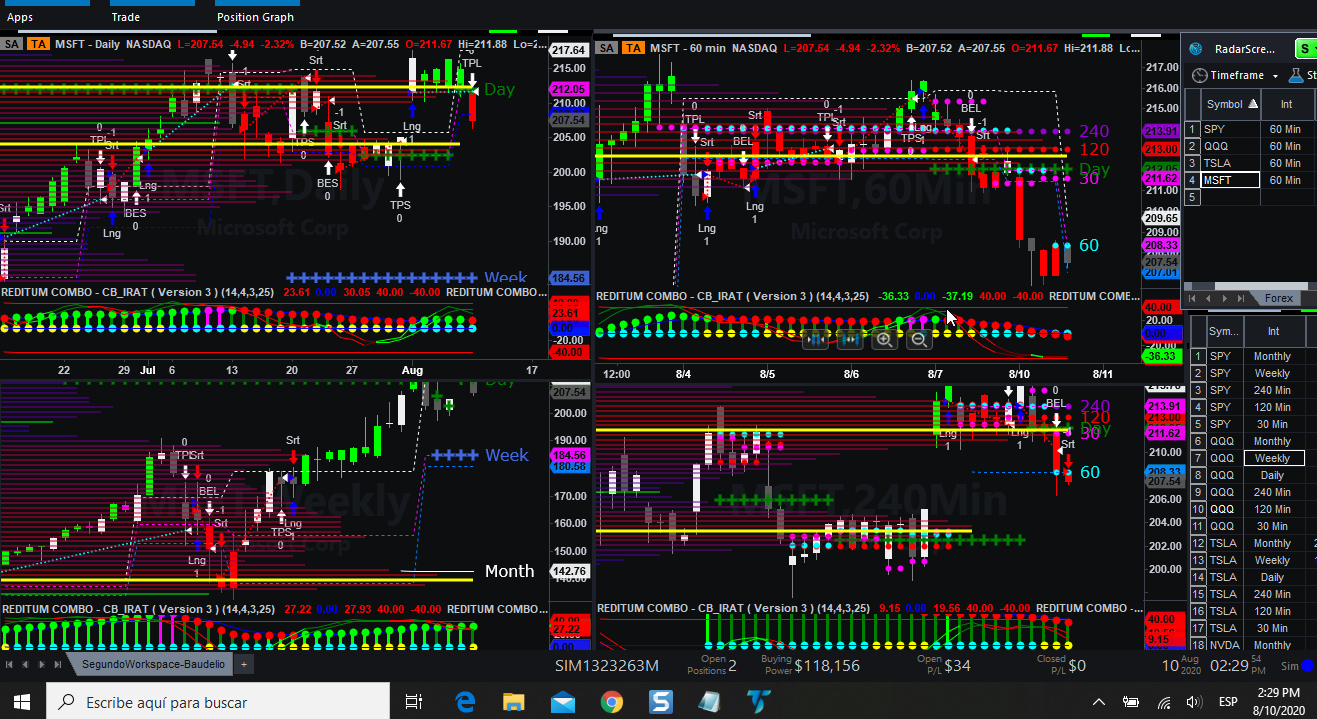 Apps Trade Position Graph
SA TA MSFT - Daily NASDAQ L=207.54 -4.94 -2.32% B=207.52 A=207.55 O=211.67 Hi=211.88 Lo=2...
217.64
215.00
212.05
210.00
207.54
205.00
200.00
195.00
190.00
184.56
Day
Week
MSFT,Daily
Microsoft Corp
TPL
Srt
0
-1
Lng
1
BES
0
TPS
0
REDITUM COMBO - CB_IRAT ( Version 3 ) (14,4,3,25) 23.61 0.00 30.05 40.00 -40.00 REDITUM COMBO...
23.61
0.00
-40.00
22 29 Jul 6 13 20 27 Aug 17
SA TA MSFT - 60 min NASDAQ L=207.54 -4.94 -2.32% B=207.52 A=207.55 O=211.67 Hi=211.88 Lo...
217.00
216.00
215.00
213.91
213.00
211.62
209.65
209.00
208.33
207.54
207.01
240
120
Day
30
60
MSFT,60Min
Microsoft Corp
TPL
Srt
BEL
Lng
1
REDITUM COMBO - CB_IRAT ( Version 3 ) (14,4,3,25) -36.33 0.00 -37.19 40.00 -40.00 REDITUM COME...
40.00
20.00
0.00
-36.33
12:00 8/4 8/5 8/6 8/7 8/10 8/11
207.54
200.00
190.00
184.56
180.58
170.00
160.00
150.00
142.76
Day
Week
Month
Srt
BEL
Lng
1
TPS
0
REDITUM COMBO - CB_IRAT ( Version 3 ) (14,4,3,25) 27.22 0.00 27.93 40.00 -40.00 REDITUM COMBO...
27.22
213.91
213.00
211.62
210.00
208.33
207.54
206.00
204.00
202.00
200.00
240
120
Day
30
60
MSFT,240Min
BEL
Srt
Lng
1
REDITUM COMBO - CB_IRAT ( Version 3 ) (14,4,3,25) 9.15 0.00 19.56 40.00 -40.00 REDITUM COMBO -...
40.00
9.15
RadarScre... S
Timeframe St
Symbol Int
1 SPY 60 Min
2 QQQ 60 Min
3 TSLA 60 Min
4 MSFT 60 Min
5
Forex
Sym... Int
1 SPY Monthly
2 SPY Weekly
3 SPY 240 Min
4 SPY 120 Min
5 SPY 30 Min
6 QQQ Monthly
7 QQQ Weekly
8 QQQ Daily
9 QQQ 240 Min
10 QQQ 120 Min
11 QQQ 30 Min
12 TSLA Monthly
13 TSLA Weekly
14 TSLA Daily
15 TSLA 240 Min
16 TSLA 120 Min
17 TSLA 30 Min
18 NVDA Monthly
SegundoWorkspace-Baudelio +
SIM1323263M Open Positions 2 Buying Power $118,156 Open P/L $34 Closed P/L $0 10 Aug 2020 02:29 54 PM Sim
Escribe aquí para buscar
ESP
2:29 PM
8/10/2020